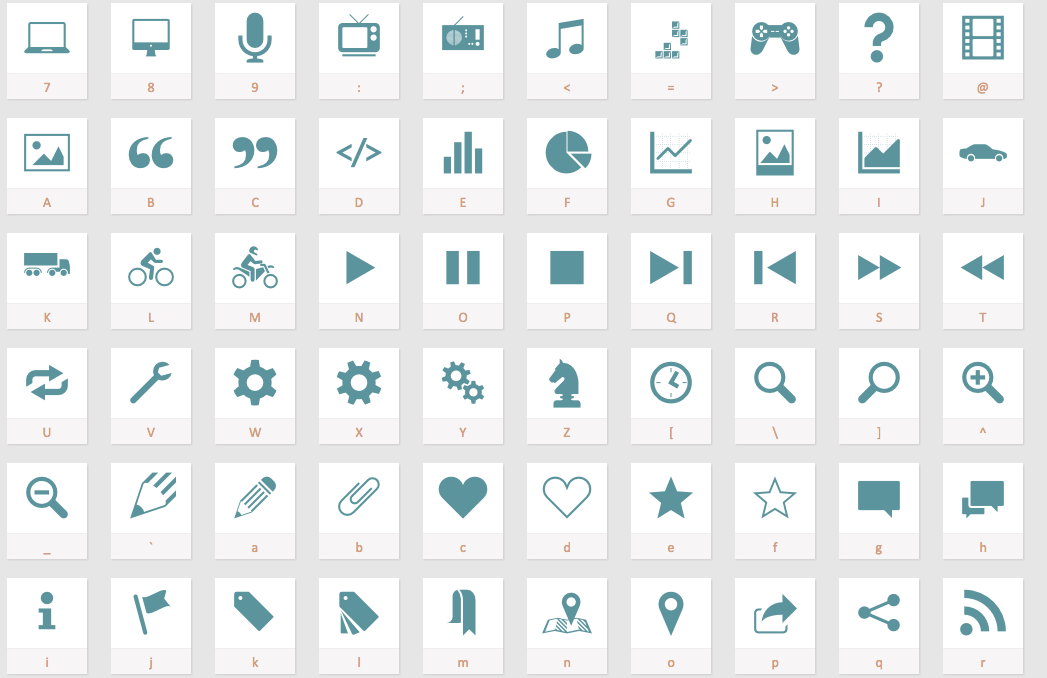 7 8 9 : ; < = > ? @
A B C D E F G H I J
K L M N O P Q R S T
U V W X Y Z [ \ ] ^
_ ` a b c d e f g h
i j k l m n o p q r